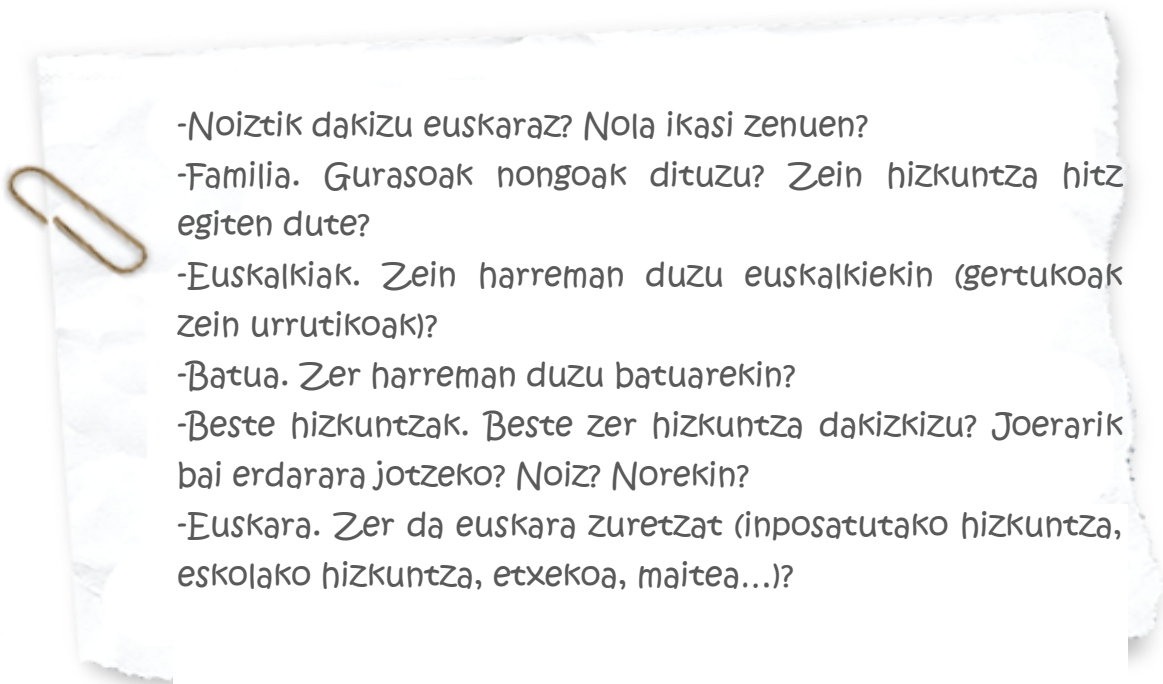 -Noiztik dakizu euskaraz? Nola ikasi zenuen?
-Familia. Gurasoak nongoak dituzu? Zein hizkuntza hitz
egiten dute?
-Euskalkiak. Zein harreman duzu euskalkiekin (gertukoak
zein urrutikoak)?
-Batua. Zer harreman duzu batuarekin?
-Beste hizkuntzak. Beste zer hizkuntza dakizkizu? Joerarik
bai erdarara jotzeko? Noiz? Norekin?
-Euskara. Zer da euskara zuretzat (inposatutako hizkuntza,
eskolako hizkuntza, etxekoa, maitea...)?